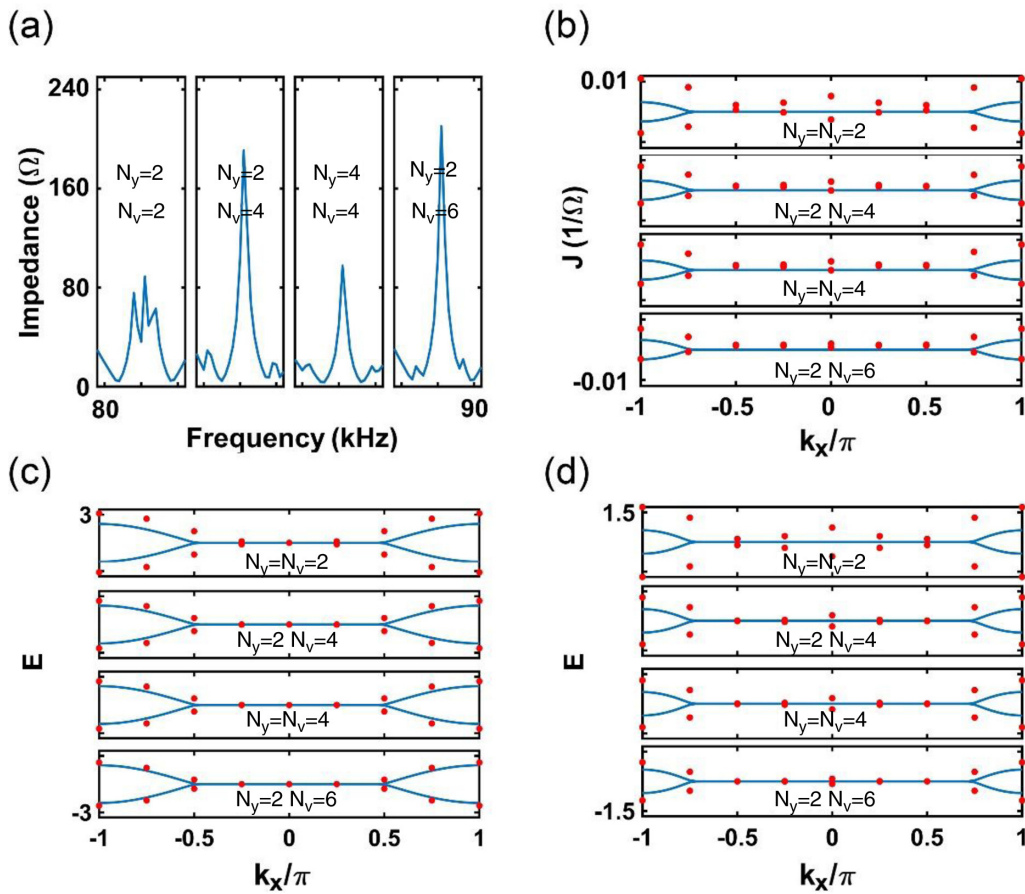 (a)
240
160
80
0
Impedance (Ω)
N_y=2
N_v=2
N_y=2
N_v=4
N_y=4
N_v=4
N_y=2
N_v=6
80
90
Frequency (kHz)
(b)
0.01
-0.01
J (1/Ω)
N_y=N_v=2
N_y=2 N_v=4
N_y=N_v=4
N_y=2 N_v=6
-1 -0.5 0 0.5 1
k_x/π
(c)
3
-3
E
N_y=N_v=2
N_y=2 N_v=4
N_y=N_v=4
N_y=2 N_v=6
-1 -0.5 0 0.5 1
k_x/π
(d)
1.5
-1.5
E
N_y=N_v=2
N_y=2 N_v=4
N_y=N_v=4
N_y=2 N_v=6
-1 -0.5 0 0.5 1
k_x/π